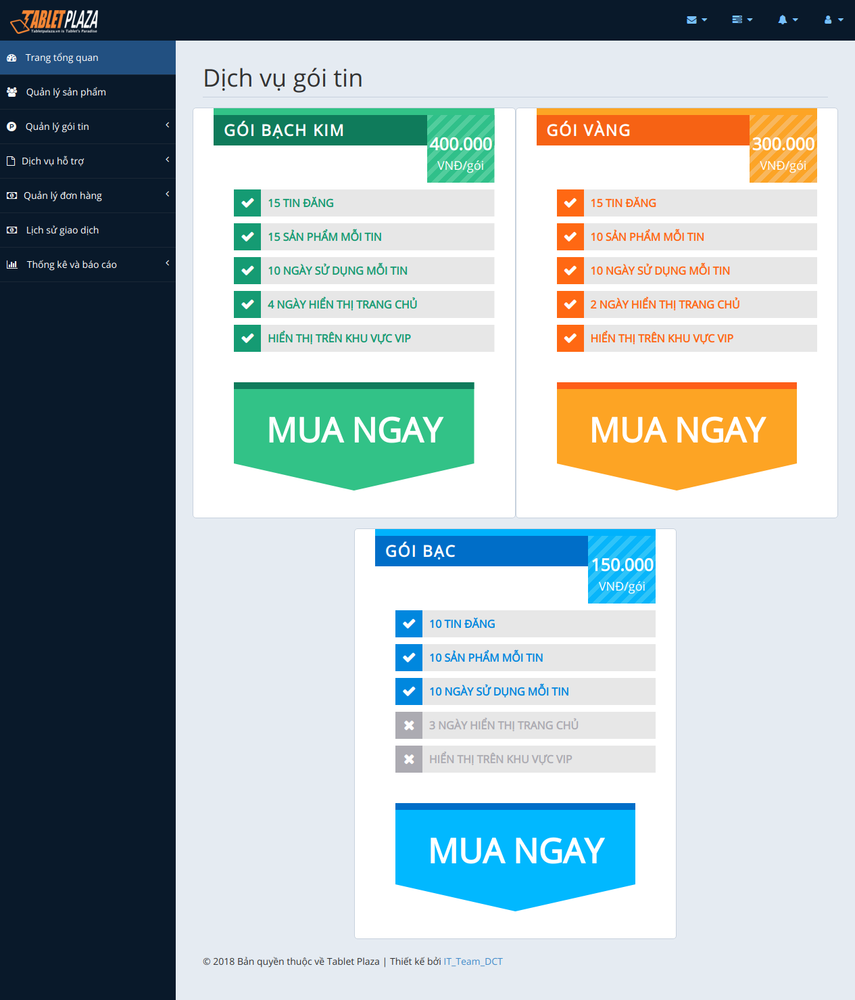 TABLETPLAZA
Tabletpalaza.vn is Tablet's Paradise
Trang tổng quan
Quản lý sản phẩm
Quản lý gói tin
Dịch vụ hỗ trợ
Quản lý đơn hàng
Lịch sử giao dịch
Thống kê và báo cáo
Dịch vụ gói tin
GÓI BẠCH KIM
400.000
VNĐ/gói
15 TIN ĐĂNG
15 SẢN PHẨM MỖI TIN
10 NGÀY SỬ DỤNG MỖI TIN
4 NGÀY HIỂN THỊ TRANG CHỦ
HIỂN THỊ TRÊN KHU VỰC VIP
MUA NGAY
GÓI VÀNG
300.000
VNĐ/gói
15 TIN ĐĂNG
10 SẢN PHẨM MỖI TIN
10 NGÀY SỬ DỤNG MỖI TIN
2 NGÀY HIỂN THỊ TRANG CHỦ
HIỂN THỊ TRÊN KHU VỰC VIP
MUA NGAY
GÓI BẠC
150.000
VNĐ/gói
10 TIN ĐĂNG
10 SẢN PHẨM MỖI TIN
10 NGÀY SỬ DỤNG MỖI TIN
3 NGÀY HIỂN THỊ TRANG CHỦ
HIỂN THỊ TRÊN KHU VỰC VIP
MUA NGAY
© 2018 Bản quyền thuộc về Tablet Plaza | Thiết kế bởi IT_Team_DCT